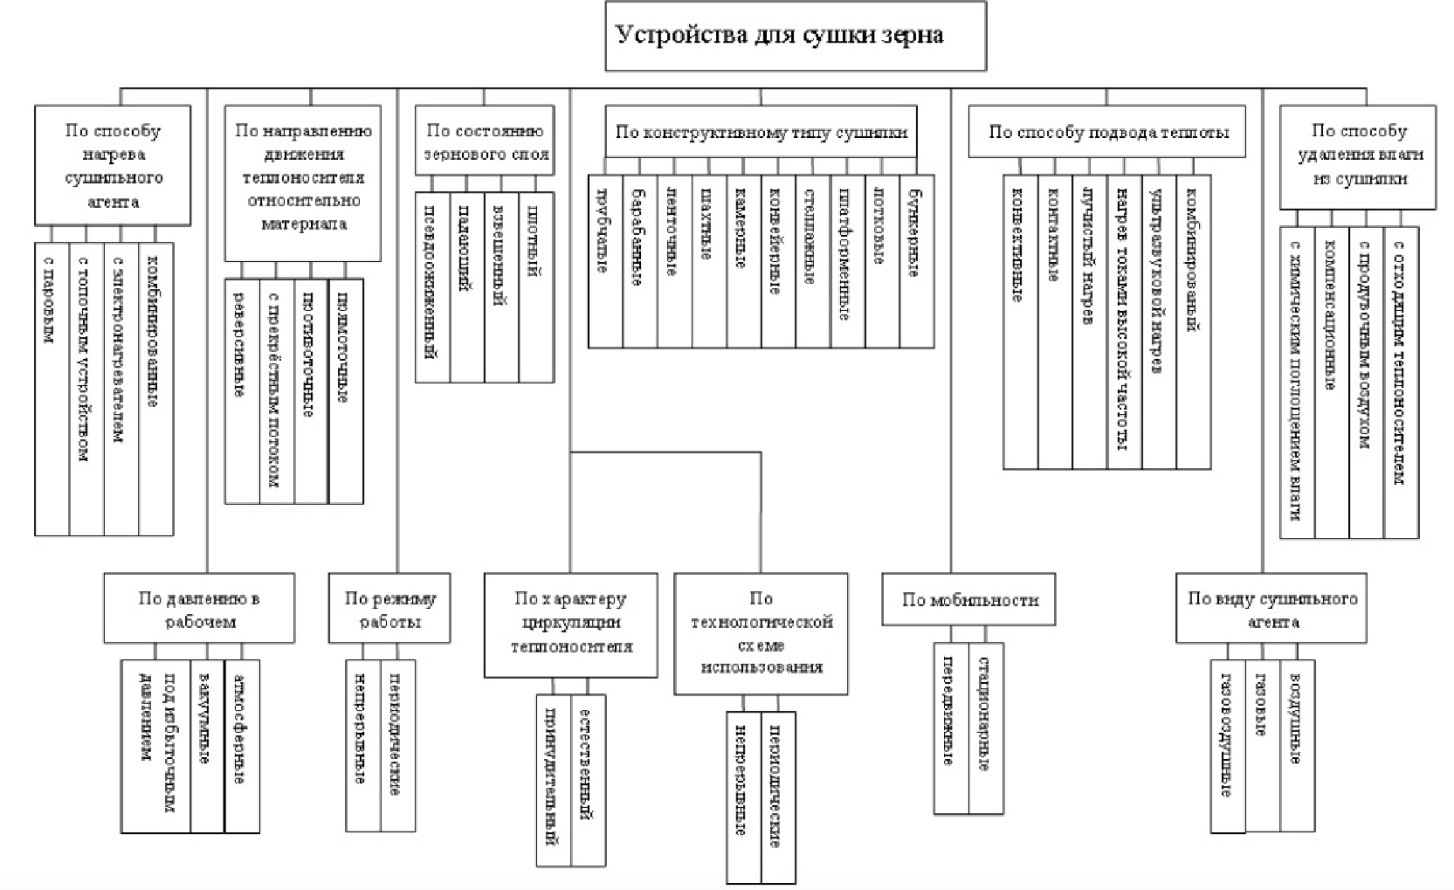 Устройства для сушки зерна
По способу
нагрева
сушильного
агента
с паровым
с топочным устройством
с электронагревателем
комбинированные
По направлению
движения
теплоносителя
относительно
материала
реверсивные
с прекрёстным потоком
противоточные
прямоточные
По состоянию
зернового слоя
псевдоожиженный
падающий
взвешенный
плотный
По конструктивному типу сушилки
трубчатые
барабанные
ленточные
шахтные
камерные
конвейерные
стеллажные
платформенные
лотковые
бункерные
По способу подвода теплоты
конвективные
контактные
лучистый нагрев
нагрев токами высокой частоты
ультразвуковой нагрев
комбинированый
По способу
удаления влаги
из сушилки
с химическим поглощением влаги
компенсационные
с продувочным воздухом
с отходящим теплоносителем
По давлению в
рабочем
под избыточным
давлением
вакуумные
атмосферные
По режиму
работы
непрерывные
периодические
По характеру
циркуляции
теплоносителя
принудительный
естественный
По
технологической
схеме
использования
непрерывные
периодические
По мобильности
передвижные
стационарные
По виду сушильного
агента
газовоздушные
газовые
воздушные